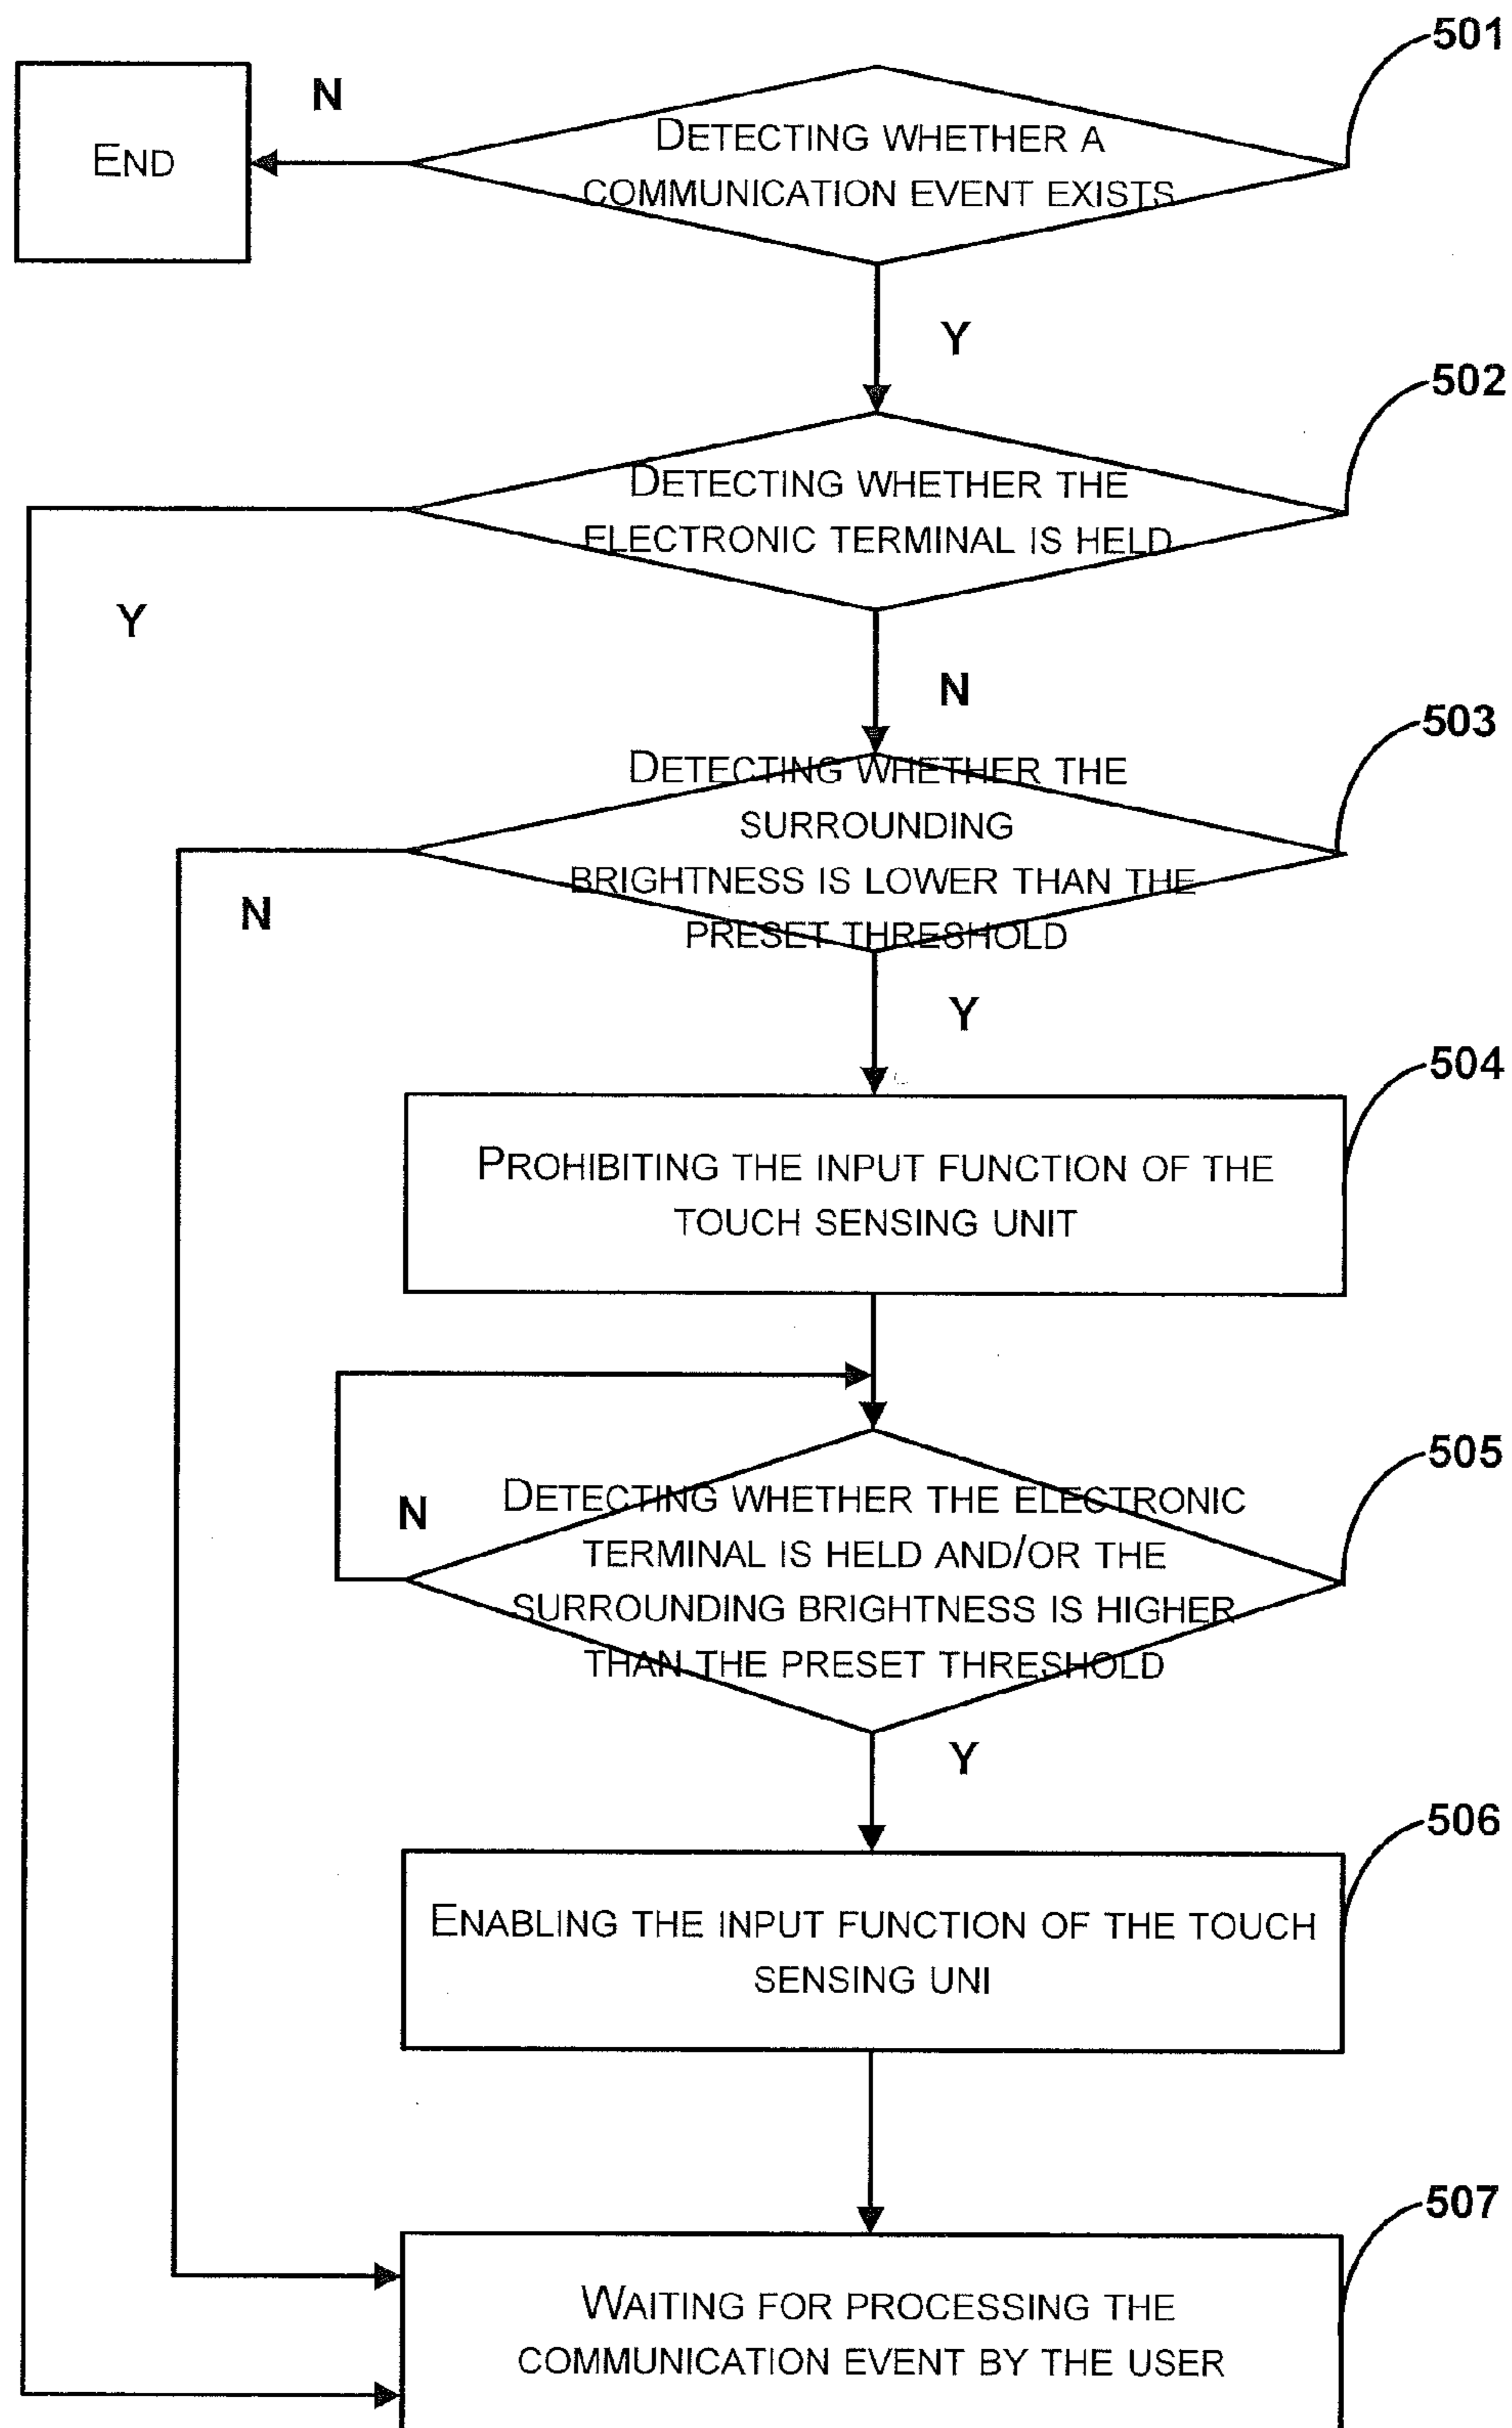 501
END
N
DETECTING WHETHER A
COMMUNICATION EVENT EXISTS
Y
502
DETECTING WHETHER THE
ELECTRONIC TERMINAL IS HELD
Y
N
503
DETECTING WHETHER THE
SURROUNDING
BRIGHTNESS IS LOWER THAN THE
PRESET THRESHOLD
N
Y
504
PROHIBITING THE INPUT FUNCTION OF THE
TOUCH SENSING UNIT
505
N
DETECTING WHETHER THE ELECTRONIC
TERMINAL IS HELD AND/OR THE
SURROUNDING BRIGHTNESS IS HIGHER
THAN THE PRESET THRESHOLD
Y
506
ENABLING THE INPUT FUNCTION OF THE TOUCH
SENSING UNI
507
WAITING FOR PROCESSING THE
COMMUNICATION EVENT BY THE USER